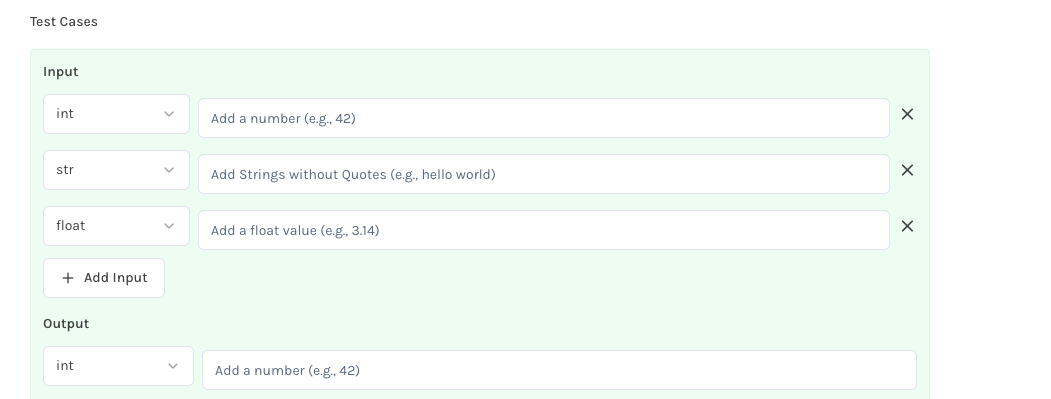 Test Cases
Input
int Add a number (e.g., 42)
str Add Strings without Quotes (e.g., hello world)
float Add a float value (e.g., 3.14)
Add Input
Output
int Add a number (e.g., 42)